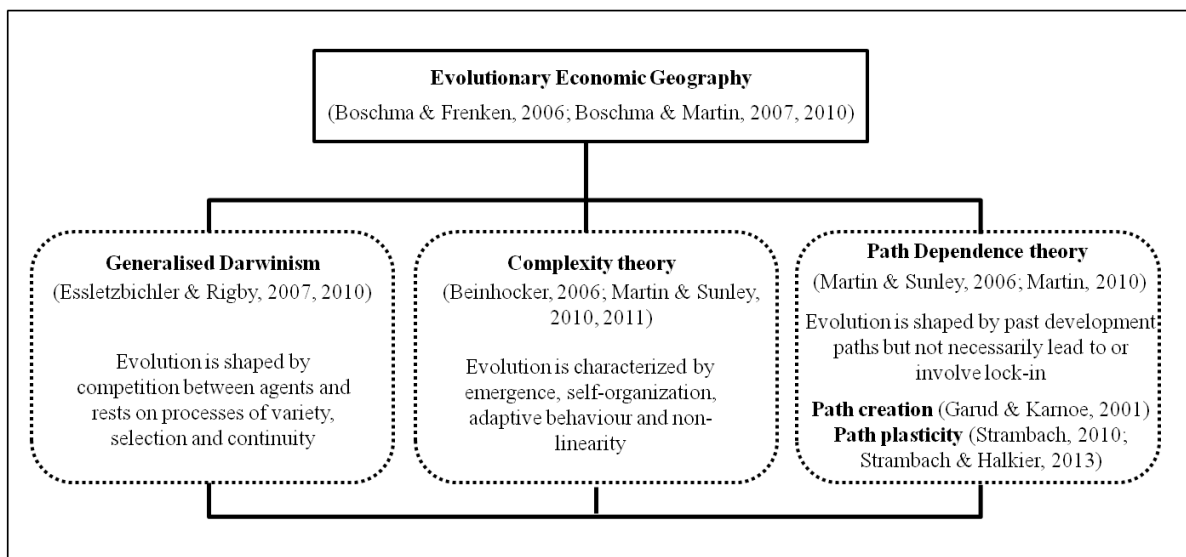 Evolutionary Economic Geography
(Boschma & Frenken, 2006; Boschma & Martin, 2007, 2010)
Generalised Darwinism
(Essletzbichler & Rigby, 2007, 2010)
Evolution is shaped by
competition between agents and
rests on processes of variety,
selection and continuity
Complexity theory
(Beinhocker, 2006; Martin & Sunley,
2010, 2011)
Evolution is characterized by
emergence, self-organization,
adaptive behaviour and non-
linearity
Path Dependence theory
(Martin & Sunley, 2006; Martin, 2010)
Evolution is shaped by past development
paths but not necessarily lead to or
involve lock-in
Path creation (Garud & Karnoe, 2001)
Path plasticity (Strambach, 2010;
Strambach & Halkier, 2013)